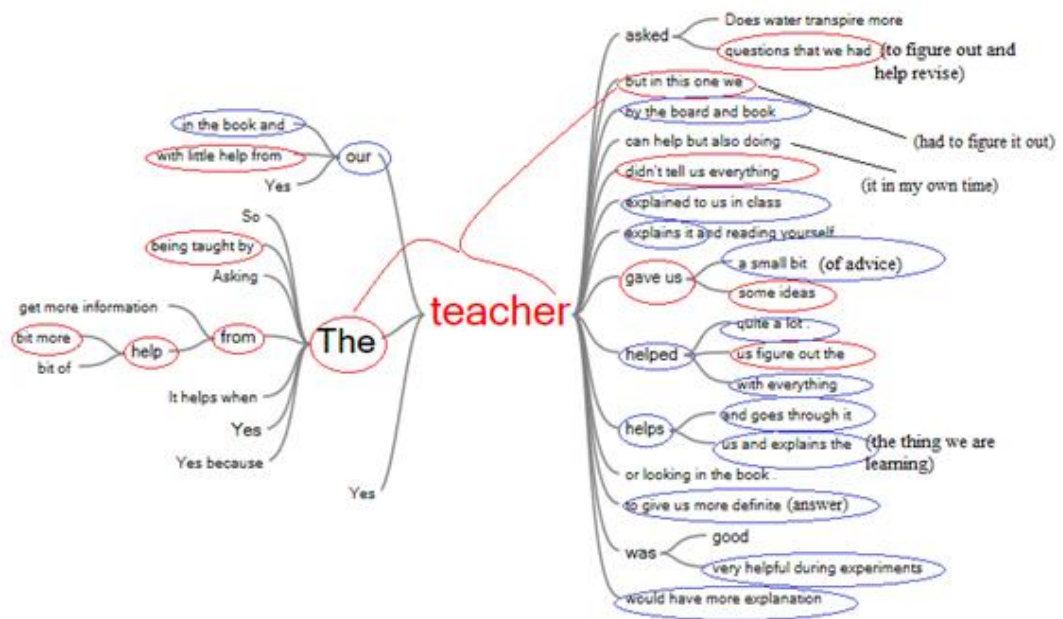 in the book and
with little help from
Yes
our
So
being taught by
Asking
get more information
bit more
bit of
help
from
The
It helps when
Yes
Yes because
Yes
teacher
asked
Does water transpire more
questions that we had (to figure out and
help revise)
but in this one we
(had to figure it out)
by the board and book
can help but also doing
(it in my own time)
didn't tell us everything
explained to us in class
explains it and reading yourself
gave us
a small bit (of advice)
some ideas
helped
quite a lot .
us figure out the
with everything
helps
and goes through it
us and explains the (the thing we are
learning)
or looking in the book .
to give us more definite (answer)
was
good
very helpful during experiments
would have more explanation